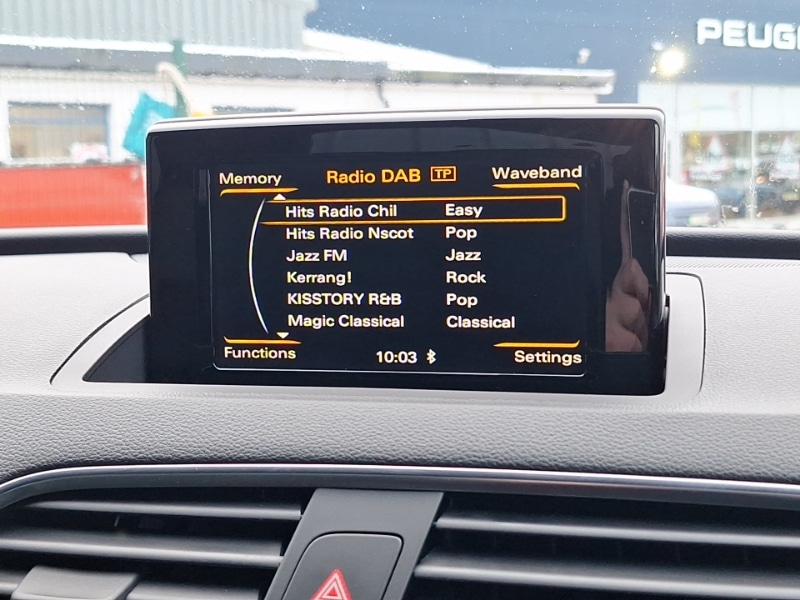 PEUG
Memory Radio DAB TP Waveband
Hits Radio Chil Easy
Hits Radio Nscot Pop
Jazz FM Jazz
Kerrang! Rock
KISSTORY R&B Pop
Magic Classical Classical
Functions 10:03 Settings